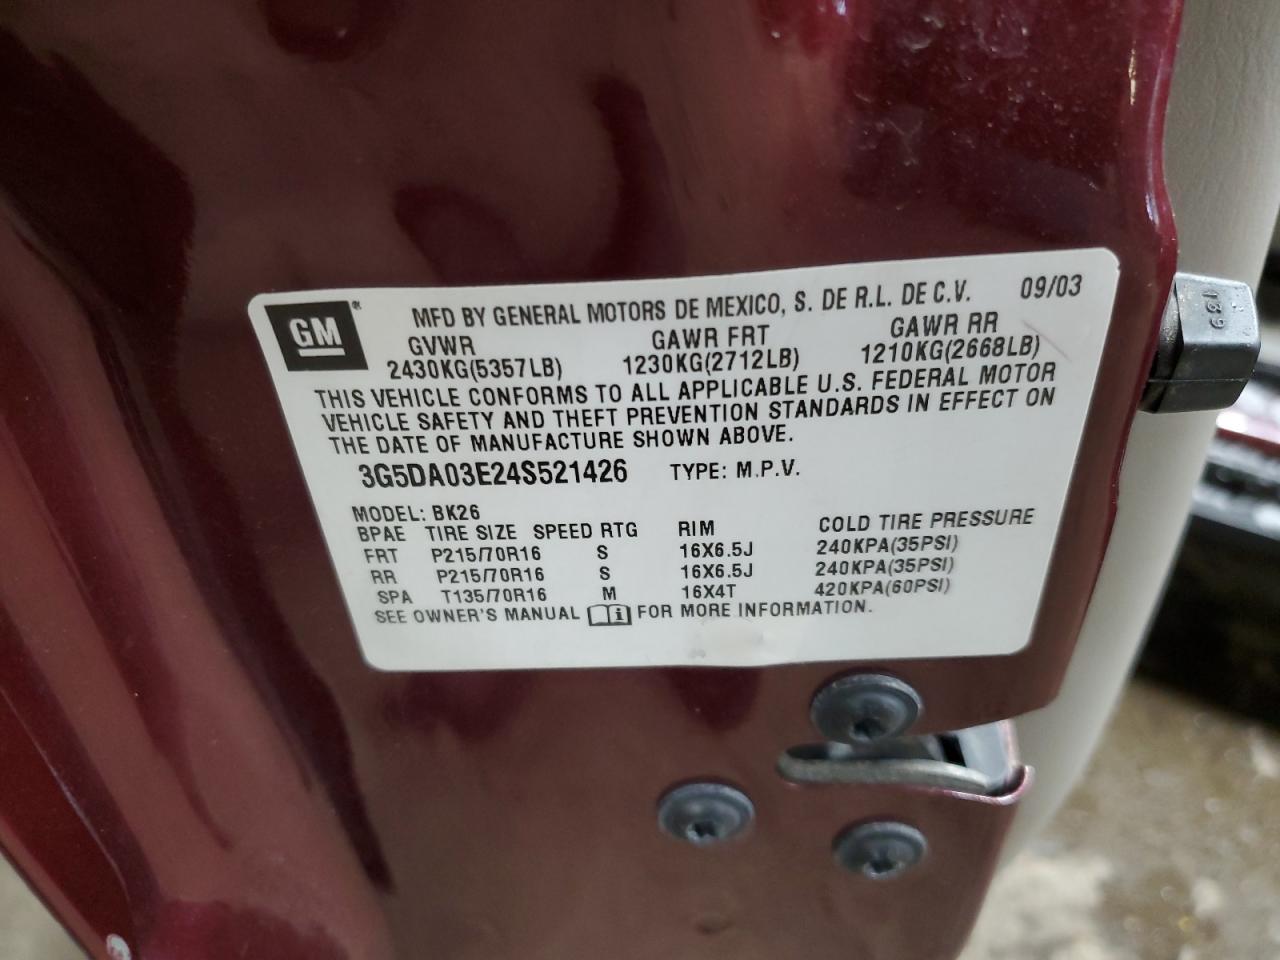 GM® MFD BY GENERAL MOTORS DE MEXICO, S. DE R.L. DE C.V. 09/03
GVWR GAWR FRT GAWR RR
2430KG(5357LB) 1230KG(2712LB) 1210KG(2668LB)
THIS VEHICLE CONFORMS TO ALL APPLICABLE U.S. FEDERAL MOTOR
VEHICLE SAFETY AND THEFT PREVENTION STANDARDS IN EFFECT ON
THE DATE OF MANUFACTURE SHOWN ABOVE.
3G5DA03E24S521426 TYPE: M.P.V.
MODEL: BK26
BPAE TIRE SIZE SPEED RTG RIM COLD TIRE PRESSURE
FRT P215/70R16 S 16X6.5J 240KPA(35PSI)
RR P215/70R16 S 16X6.5J 240KPA(35PSI)
SPA T135/70R16 M 16X4T 420KPA(60PSI)
SEE OWNER'S MANUAL FOR MORE INFORMATION.
139